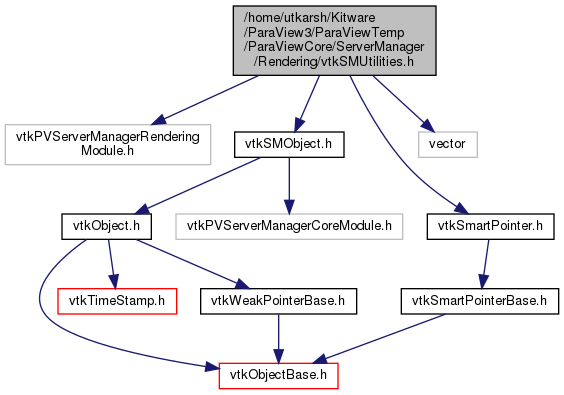 /home/utkarsh/Kitware
/ParaView3/ParaViewTemp
/ParaViewCore/ServerManager
/Rendering/vtkSMUtilities.h
vtkPVServerManagerRendering
Module.h
vtkSMObject.h
vector
vtkObject.h
vtkPVServerManagerCoreModule.h
vtkSmartPointer.h
vtkTimeStamp.h
vtkWeakPointerBase.h
vtkSmartPointerBase.h
vtkObjectBase.h